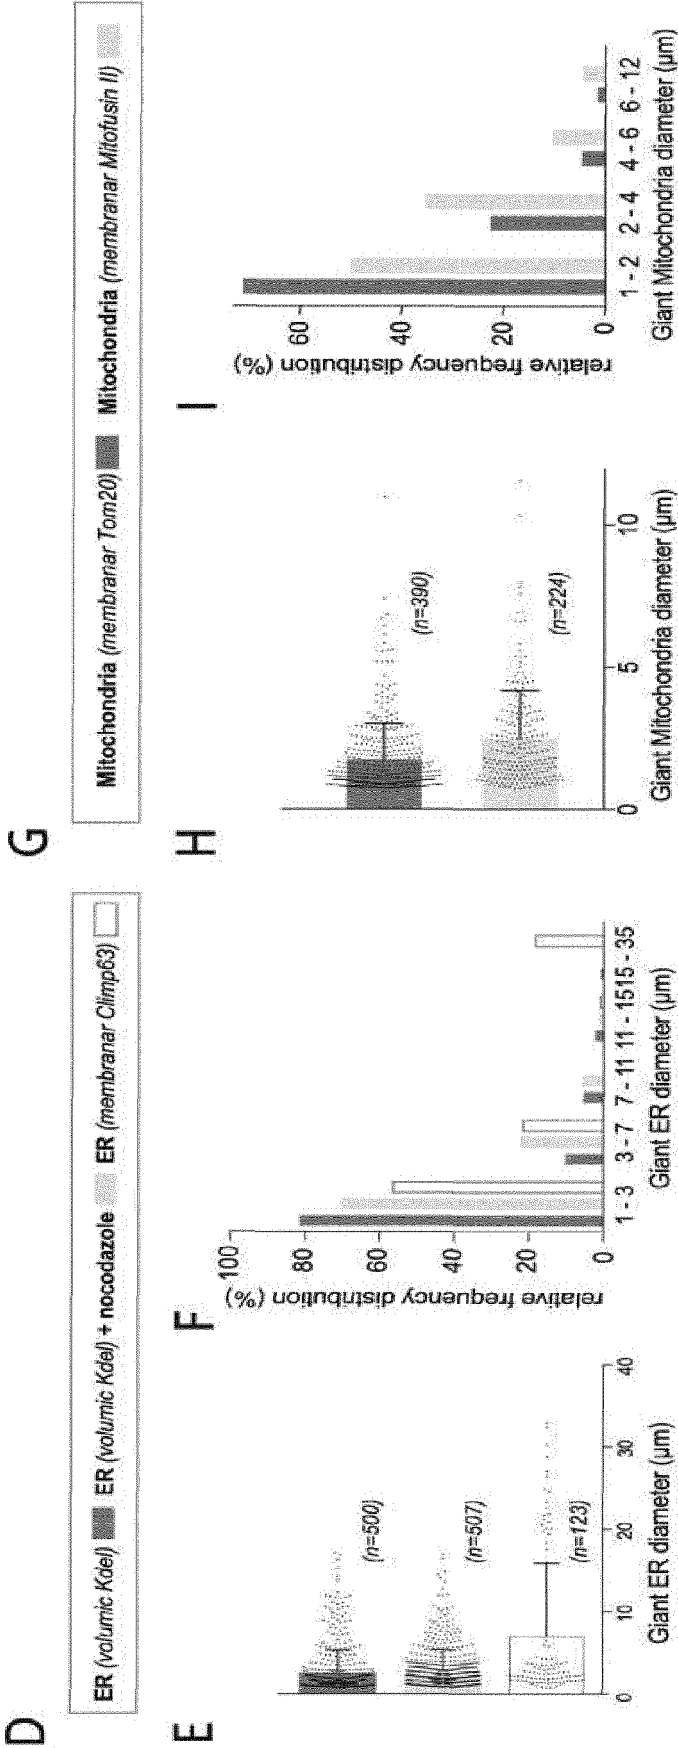 D
ER (volumic Kdel) ER (volumic Kdel) + nocodazole ER (membranar Climp63)
E
(n=500)
(n=507)
(n=123)
0 10 20 30 40
Giant ER diameter (µm)
F
relative frequency distribution (%)
100
80
60
40
20
0
1 - 3 3 - 7 7 - 11 11 - 15 15 - 35
Giant ER diameter (µm)
G
Mitochondria (membranar Tom20) Mitochondria (membranar Mitofusin II)
H
(n=390)
(n=224)
0 5 10
Giant Mitochondria diameter (µm)
I
relative frequency distribution (%)
60
40
20
0
1 - 2 2 - 4 4 - 6 6 - 12
Giant Mitochondria diameter (µm)